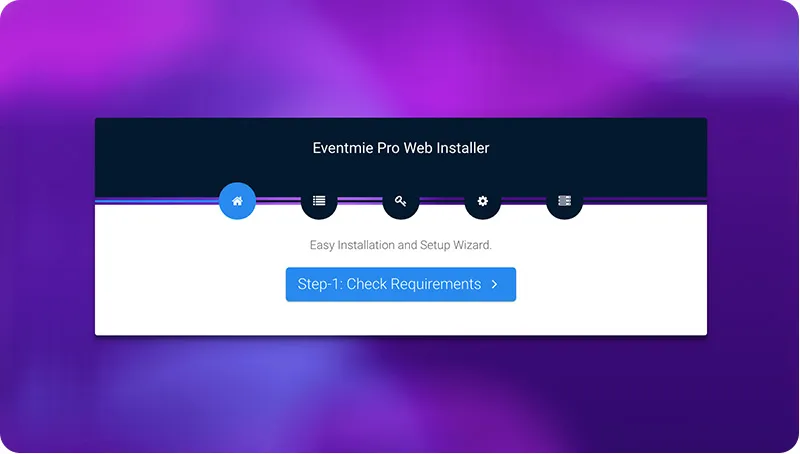 Eventmie Pro Web Installer
Easy Installation and Setup Wizard.
Step-1: Check Requirements